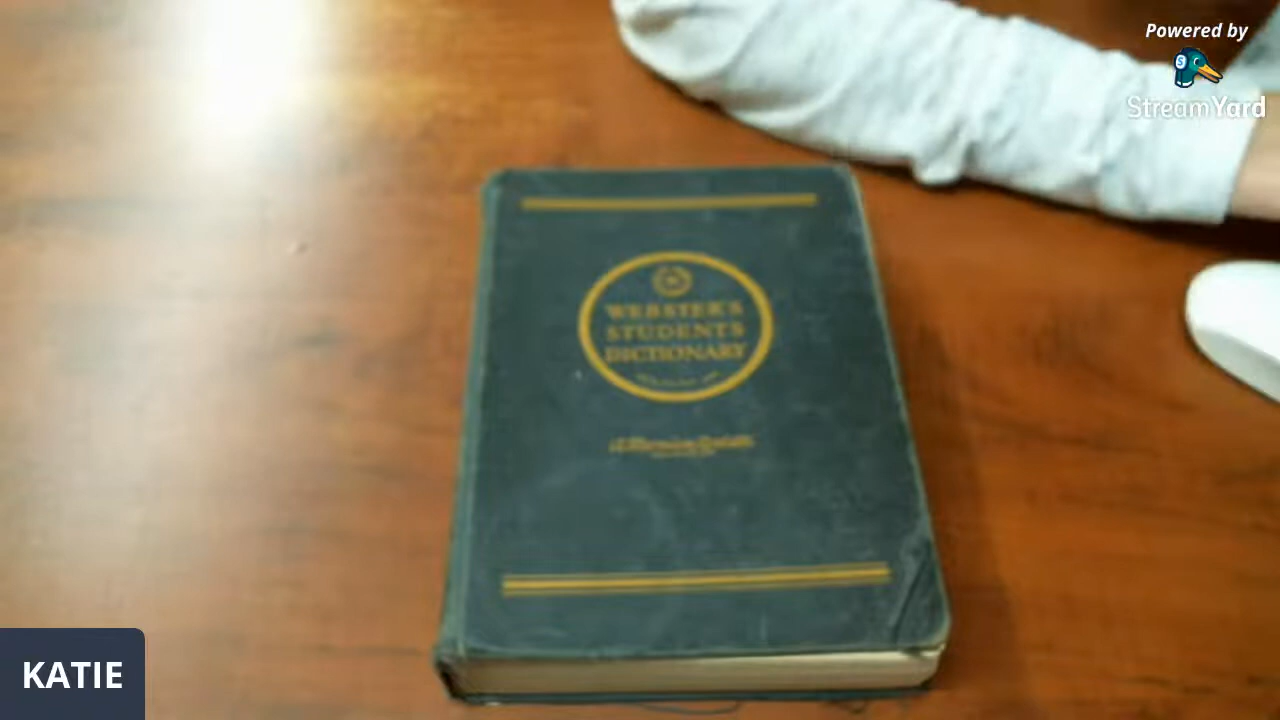 Powered by
StreamYard
WEBSTER'S
STUDENTS
DICTIONARY
KATIE